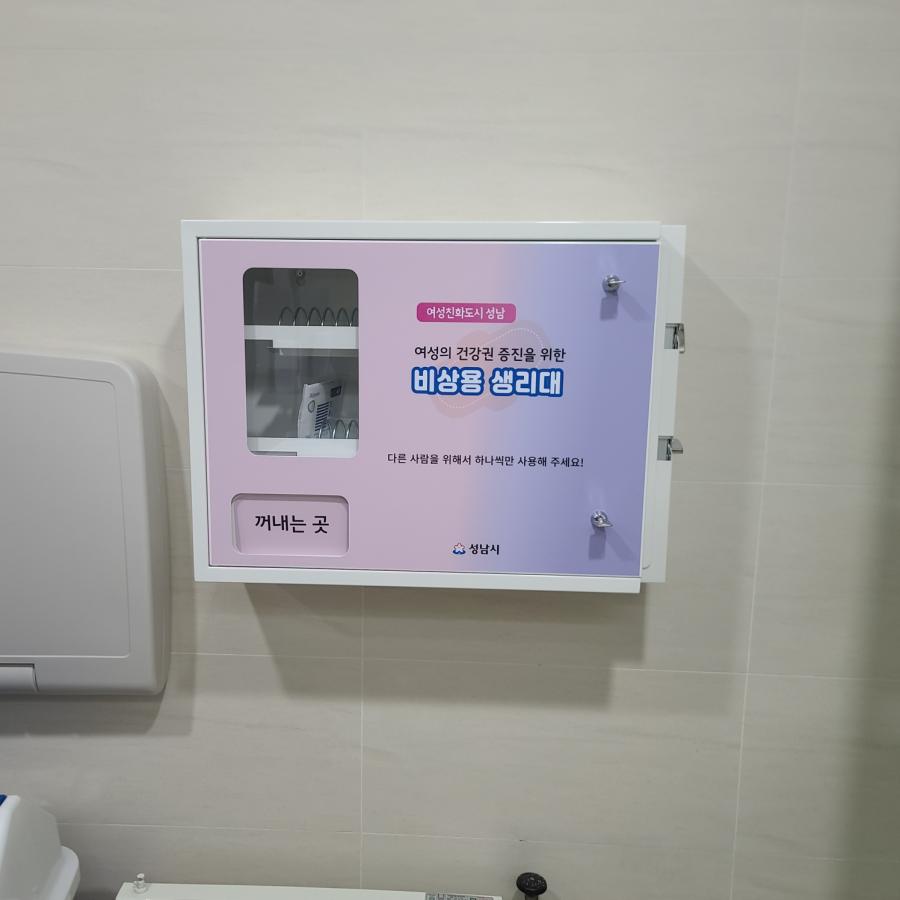 여성친화도시 성남
여성의 건강권 증진을 위한
비상용 생리대
다른 사람을 위해서 하나씩만 사용해 주세요!
꺼내는 곳
성남시